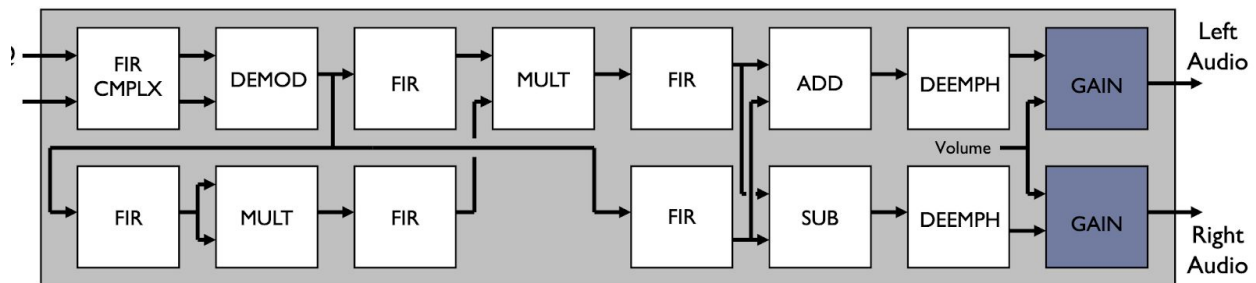 FIR
CMPLX
DEMOD
FIR
MULT
FIR
ADD
DEEMPH
GAIN
Left
Audio
Volume
FIR
MULT
FIR
FIR
SUB
DEEMPH
GAIN
Right
Audio